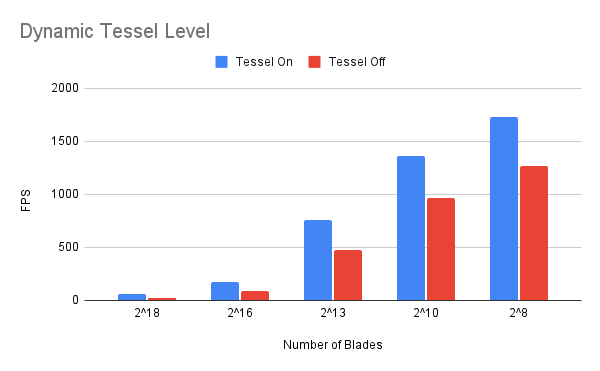 Dynamic Tessel Level
Tessel On Tessel Off
2000
1500
1000
500
0
FPS
2^18 2^16 2^13 2^10 2^8
Number of Blades